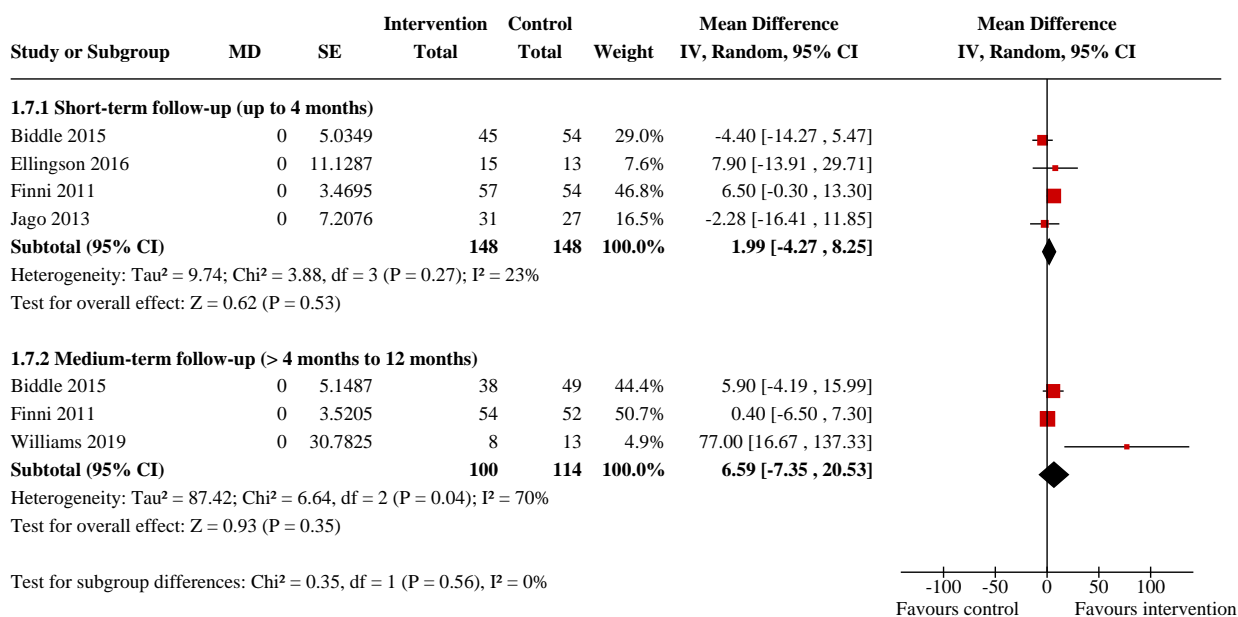 Intervention Control Mean Difference Mean Difference
Study or Subgroup MD SE Total Total Weight IV, Random, 95% CI IV, Random, 95% CI
1.7.1 Short-term follow-up (up to 4 months)
Biddle 2015 0 5.0349 45 54 29.0% -4.40 [-14.27 , 5.47]
Ellingson 2016 0 11.1287 15 13 7.6% 7.90 [-13.91 , 29.71]
Finni 2011 0 3.4695 57 54 46.8% 6.50 [-0.30 , 13.30]
Jago 2013 0 7.2076 31 27 16.5% -2.28 [-16.41 , 11.85]
Subtotal (95% CI) 148 148 100.0% 1.99 [-4.27 , 8.25]
Heterogeneity: Tau² = 9.74; Chi² = 3.88, df = 3 (P = 0.27); I² = 23%
Test for overall effect: Z = 0.62 (P = 0.53)
1.7.2 Medium-term follow-up (> 4 months to 12 months)
Biddle 2015 0 5.1487 38 49 44.4% 5.90 [-4.19 , 15.99]
Finni 2011 0 3.5205 54 52 50.7% 0.40 [-6.50 , 7.30]
Williams 2019 0 30.7825 8 13 4.9% 77.00 [16.67 , 137.33]
Subtotal (95% CI) 100 114 100.0% 6.59 [-7.35 , 20.53]
Heterogeneity: Tau² = 87.42; Chi² = 6.64, df = 2 (P = 0.04); I² = 70%
Test for overall effect: Z = 0.93 (P = 0.35)
Test for subgroup differences: Chi² = 0.35, df = 1 (P = 0.56), I² = 0%
-100 -50 0 50 100
Favours control Favours intervention